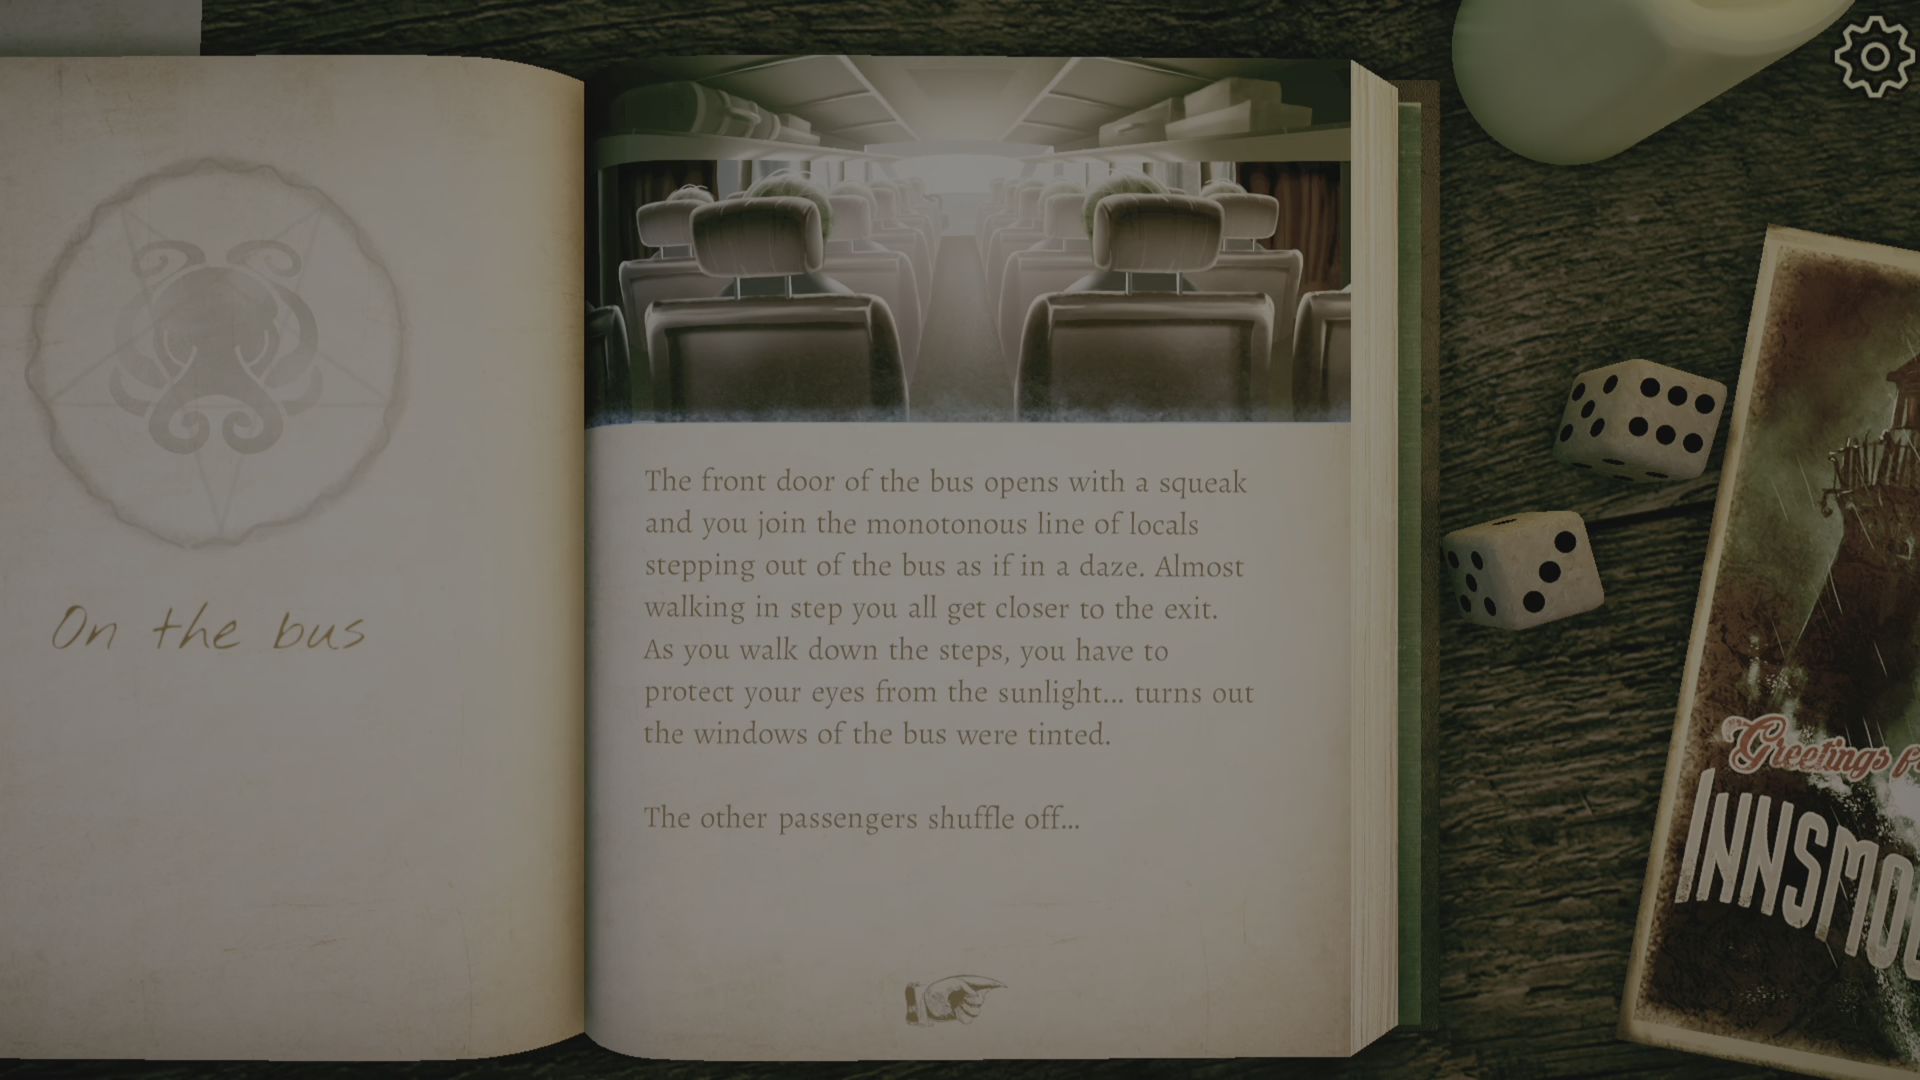 On the bus
The front door of the bus opens with a squeak
and you join the monotonous line of locals
stepping out of the bus as if in a daze. Almost
walking in step you all get closer to the exit.
As you walk down the steps, you have to
protect your eyes from the sunlight... turns out
the windows of the bus were tinted.
The other passengers shuffle off...
Greetings